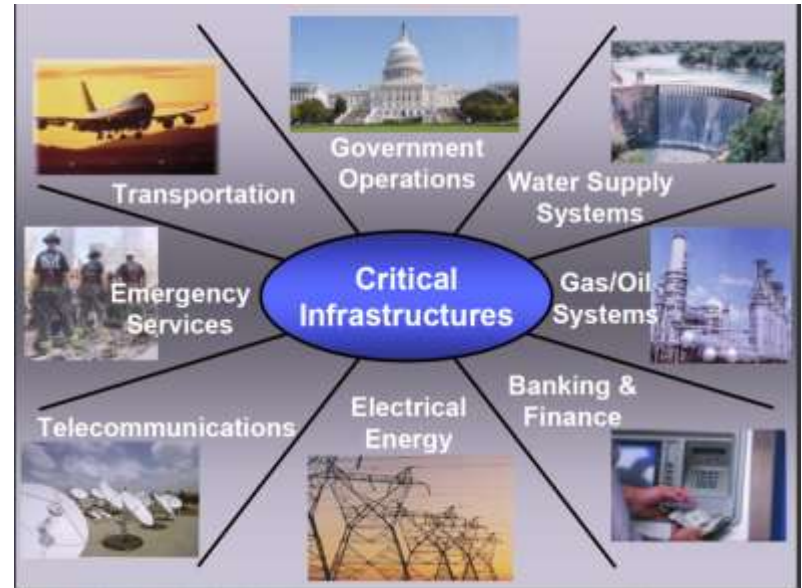 Government
Operations
Transportation
Water Supply
Systems
Emergency
Services
Critical
Infrastructures
Gas/Oil
Systems
Telecommunications
Electrical
Energy
Banking &
Finance